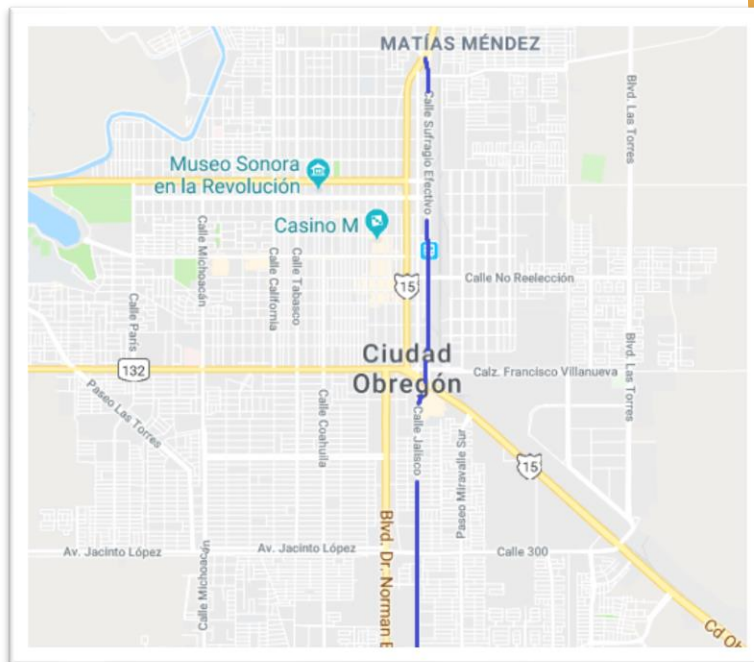 MATÍAS MÉNDEZ
Blvd. Las Torres
Calle Sufragio Efectivo
Museo Sonora
en la Revolución
Casino M
Calle Michoacán
Calle California
Calle Tabasco
Calle No Reelección
15
Calle París
Ciudad
Obregón
132
Calz. Francisco Villanueva
Blvd. Las Torres
Paseo Las Torres
Calle Coahuila
Calle Jalisco
Paseo Miravalle Sur
15
Blvd. Dr. Norman E
Av. Jacinto López
Av. Jacinto López
Calle 300
Calle Michoacán
Cd Ob